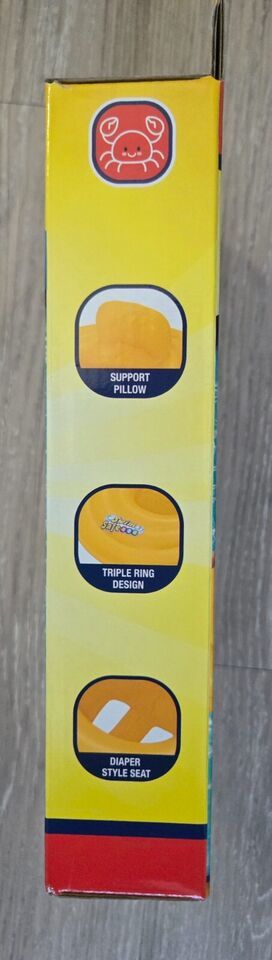 SUPPORT
PILLOW
TRIPLE RING
DESIGN
DIAPER
STYLE SEAT